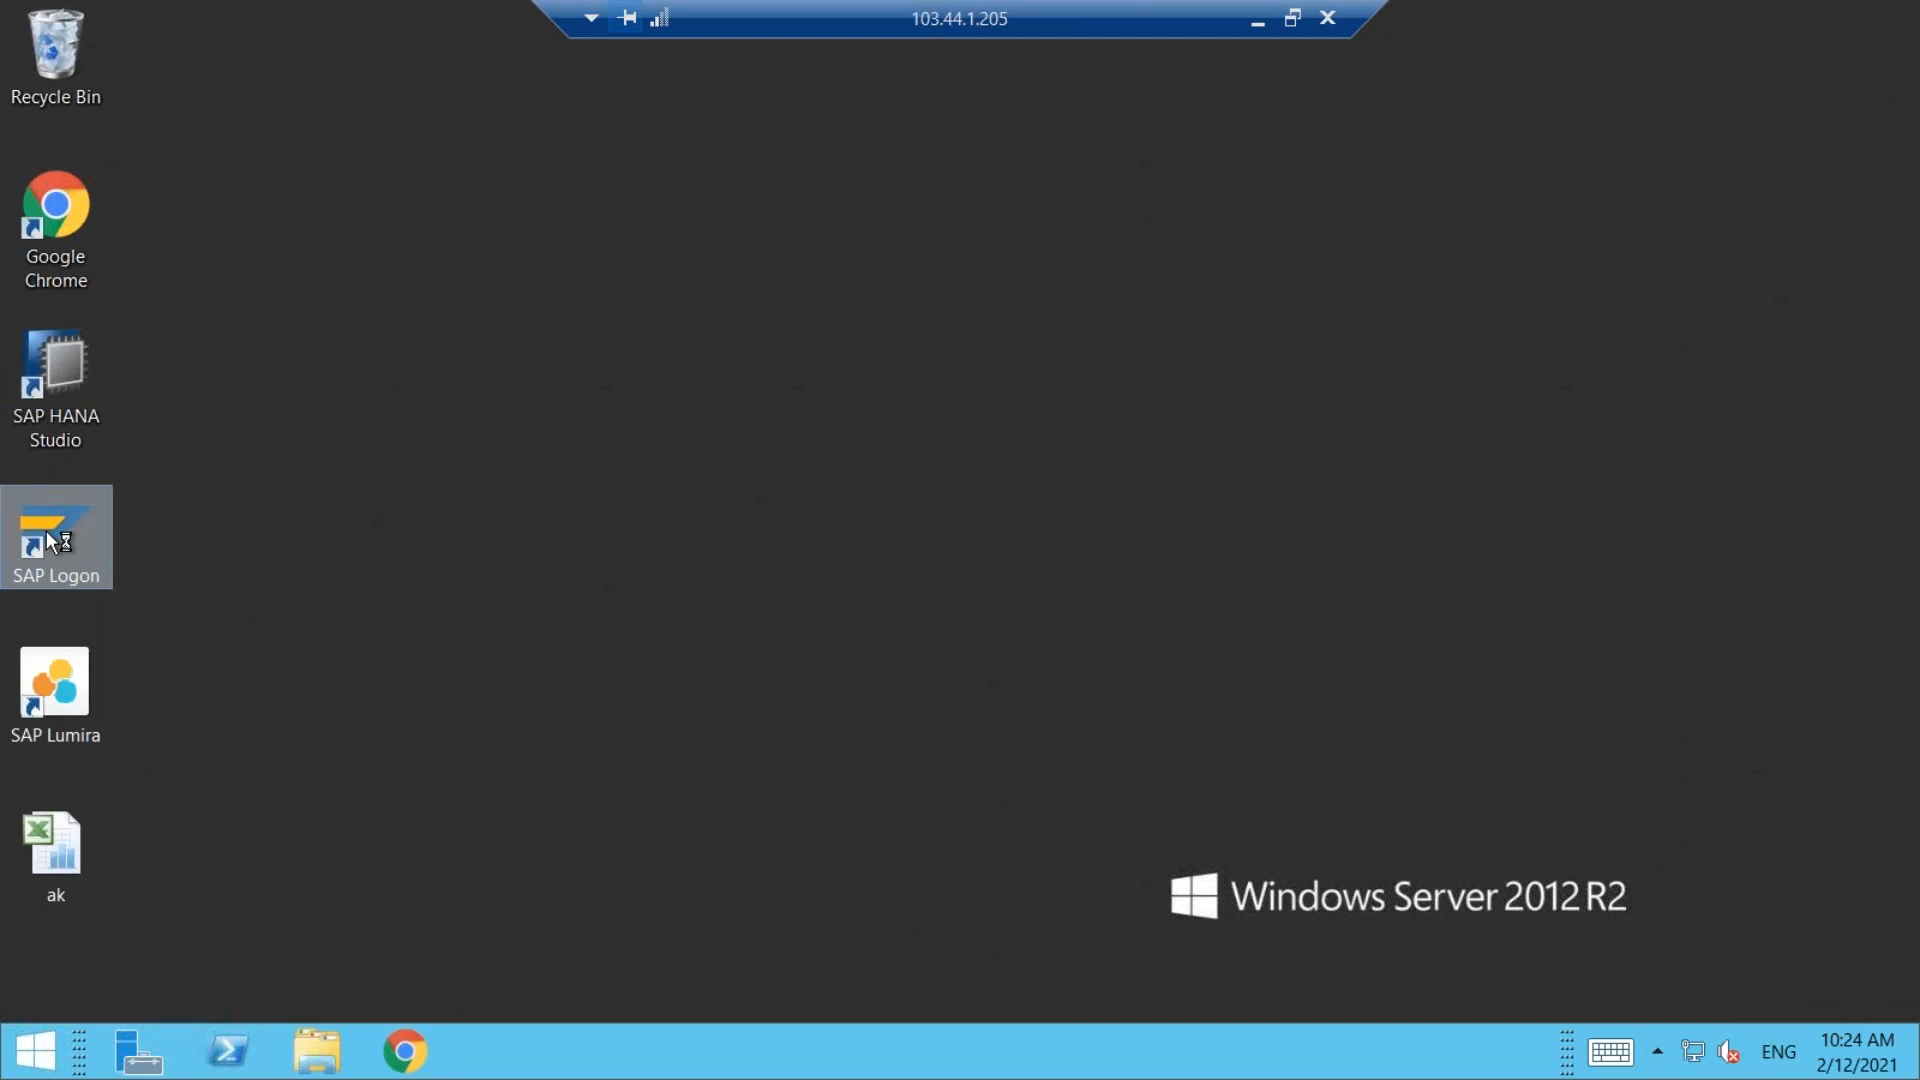 103.44.1.205
Recycle Bin
Google
Chrome
SAP HANA
Studio
SAP Logon
SAP Lumira
ak
Windows Server 2012 R2
ENG
10:24 AM
2/12/2021